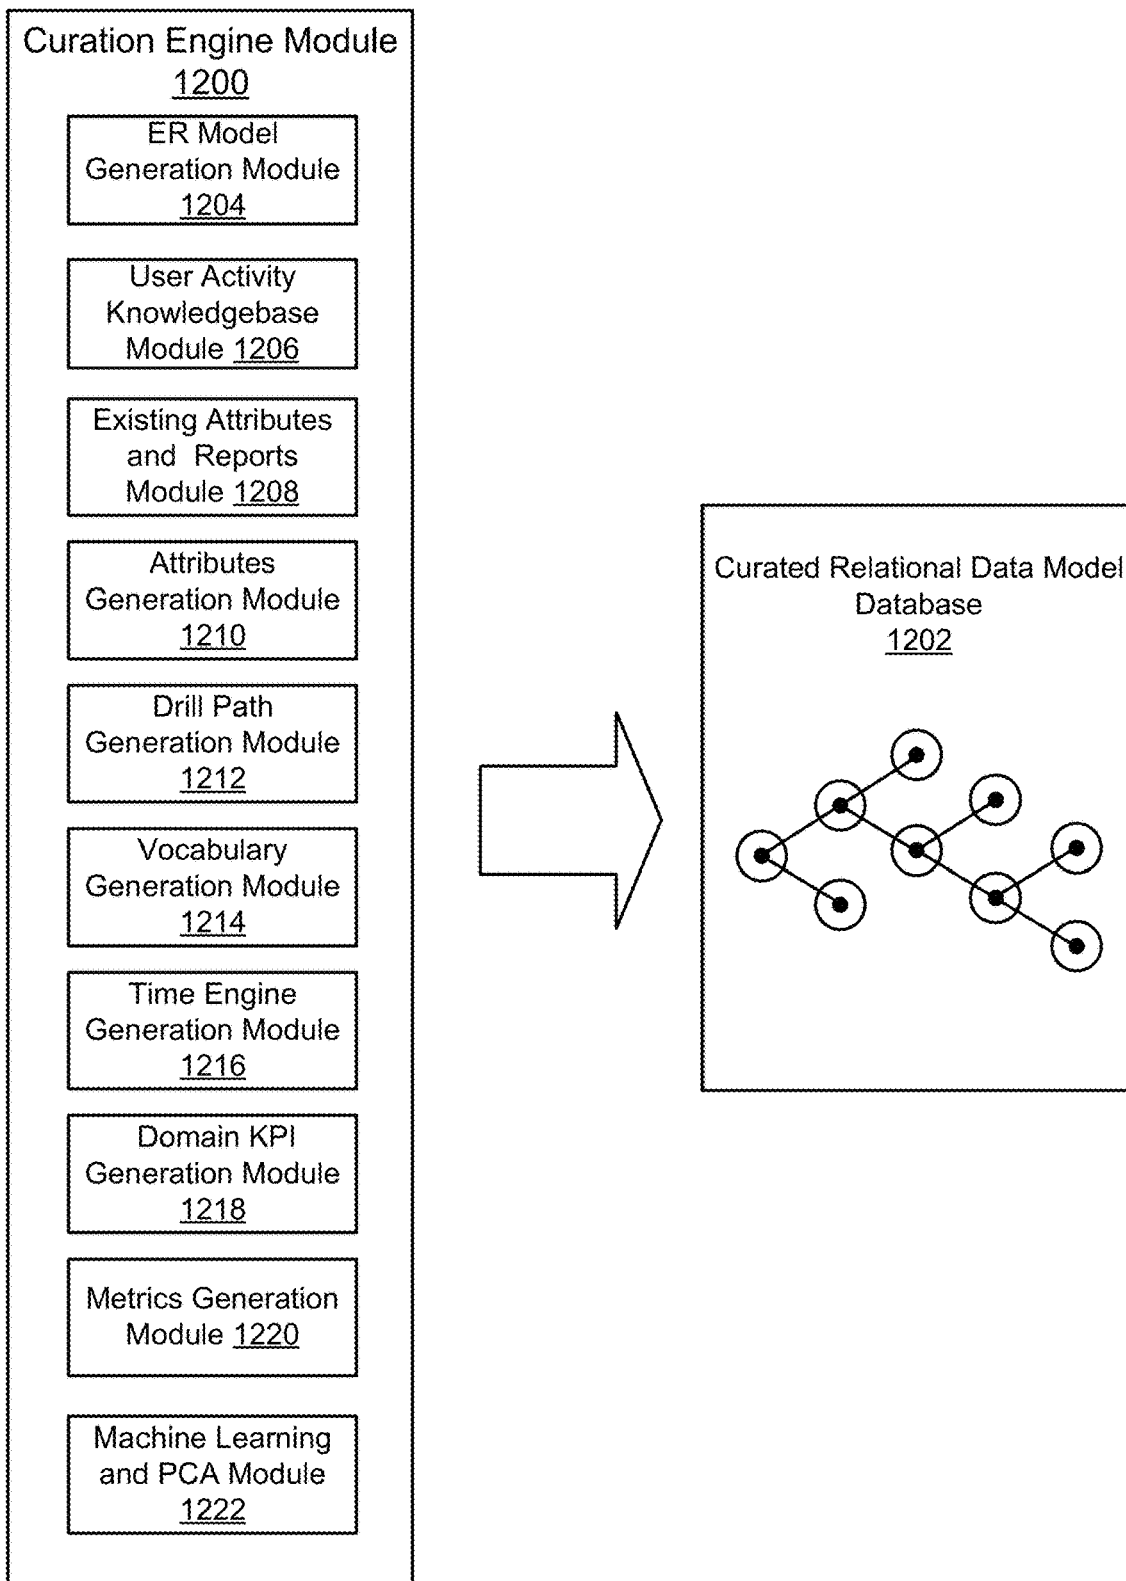 Curation Engine Module
1200
ER Model
Generation Module
1204
User Activity
Knowledgebase
Module 1206
Existing Attributes
and Reports
Module 1208
Attributes
Generation Module
1210
Drill Path
Generation Module
1212
Vocabulary
Generation Module
1214
Time Engine
Generation Module
1216
Domain KPI
Generation Module
1218
Metrics Generation
Module 1220
Machine Learning
and PCA Module
1222
Curated Relational Data Model
Database
1202